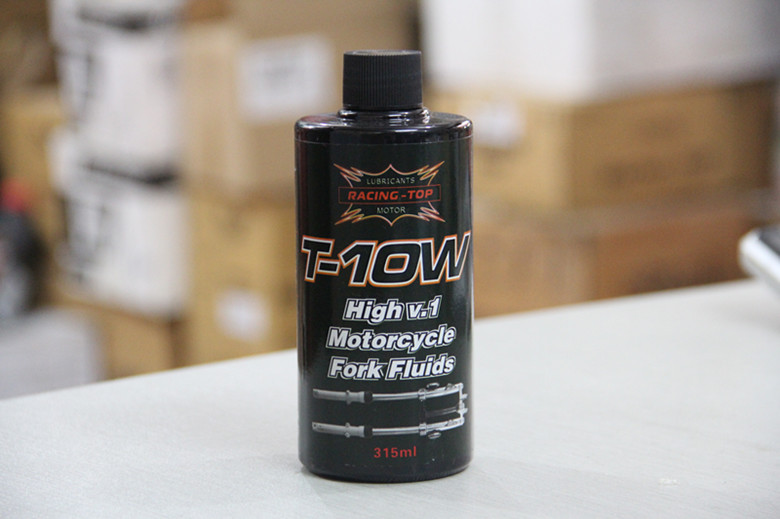 LUBRICANTS
RACING-TOP
MOTOR
T-10W
High v.1
Motorcycle
Fork Fluids
315ml